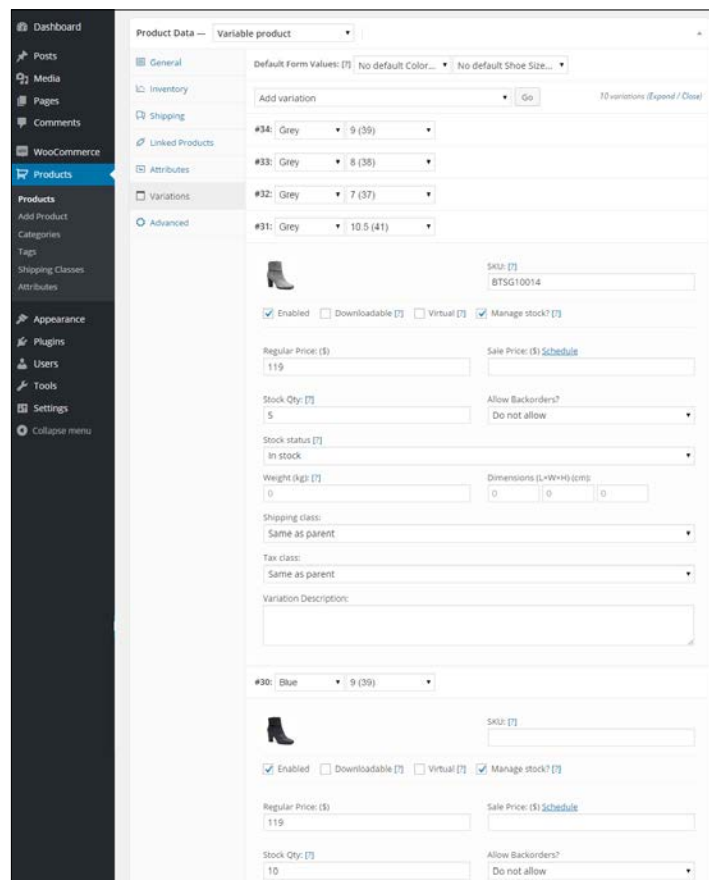 Dashboard
Posts
Media
Pages
Comments
WooCommerce
Products
Products
Add Product
Categories
Tags
Shipping Classes
Attributes
Appearance
Plugins
Users
Tools
Settings
Collapse menu
Product Data — Variable product
General
Inventory
Shipping
Linked Products
Attributes
Variations
Advanced
Default Form Values: [?] No default Color... No default Shoe Size...
Add variation Go 10 variations (Expand / Close)
#34: Grey 9 (39)
#33: Grey 8 (38)
#32: Grey 7 (37)
#31: Grey 10.5 (41)
SKU: [?]
BTSG10014
Enabled Downloadable [?] Virtual [?] Manage stock? [?]
Regular Price: ($) Sale Price: ($) Schedule
119
Stock Qty: [?] Allow Backorders?
5 Do not allow
Stock status [?]
In stock
Weight (kg): [?] Dimensions (L×W×H) (cm):
0 0 0 0
Shipping class:
Same as parent
Tax class:
Same as parent
Variation Description:
#30: Blue 9 (39)
SKU: [?]
Enabled Downloadable [?] Virtual [?] Manage stock? [?]
Regular Price: ($) Sale Price: ($) Schedule
119
Stock Qty: [?] Allow Backorders?
10 Do not allow